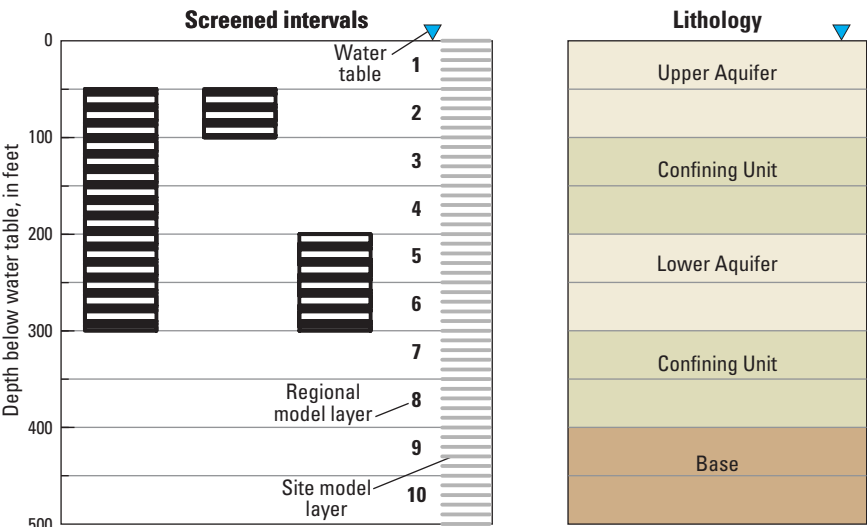 Screened intervals
Lithology
Depth below water table, in feet
0
100
200
300
400
500
Water
table
1
2
3
4
5
6
7
8
9
10
Regional
model layer
Site model
layer
Upper Aquifer
Confining Unit
Lower Aquifer
Confining Unit
Base